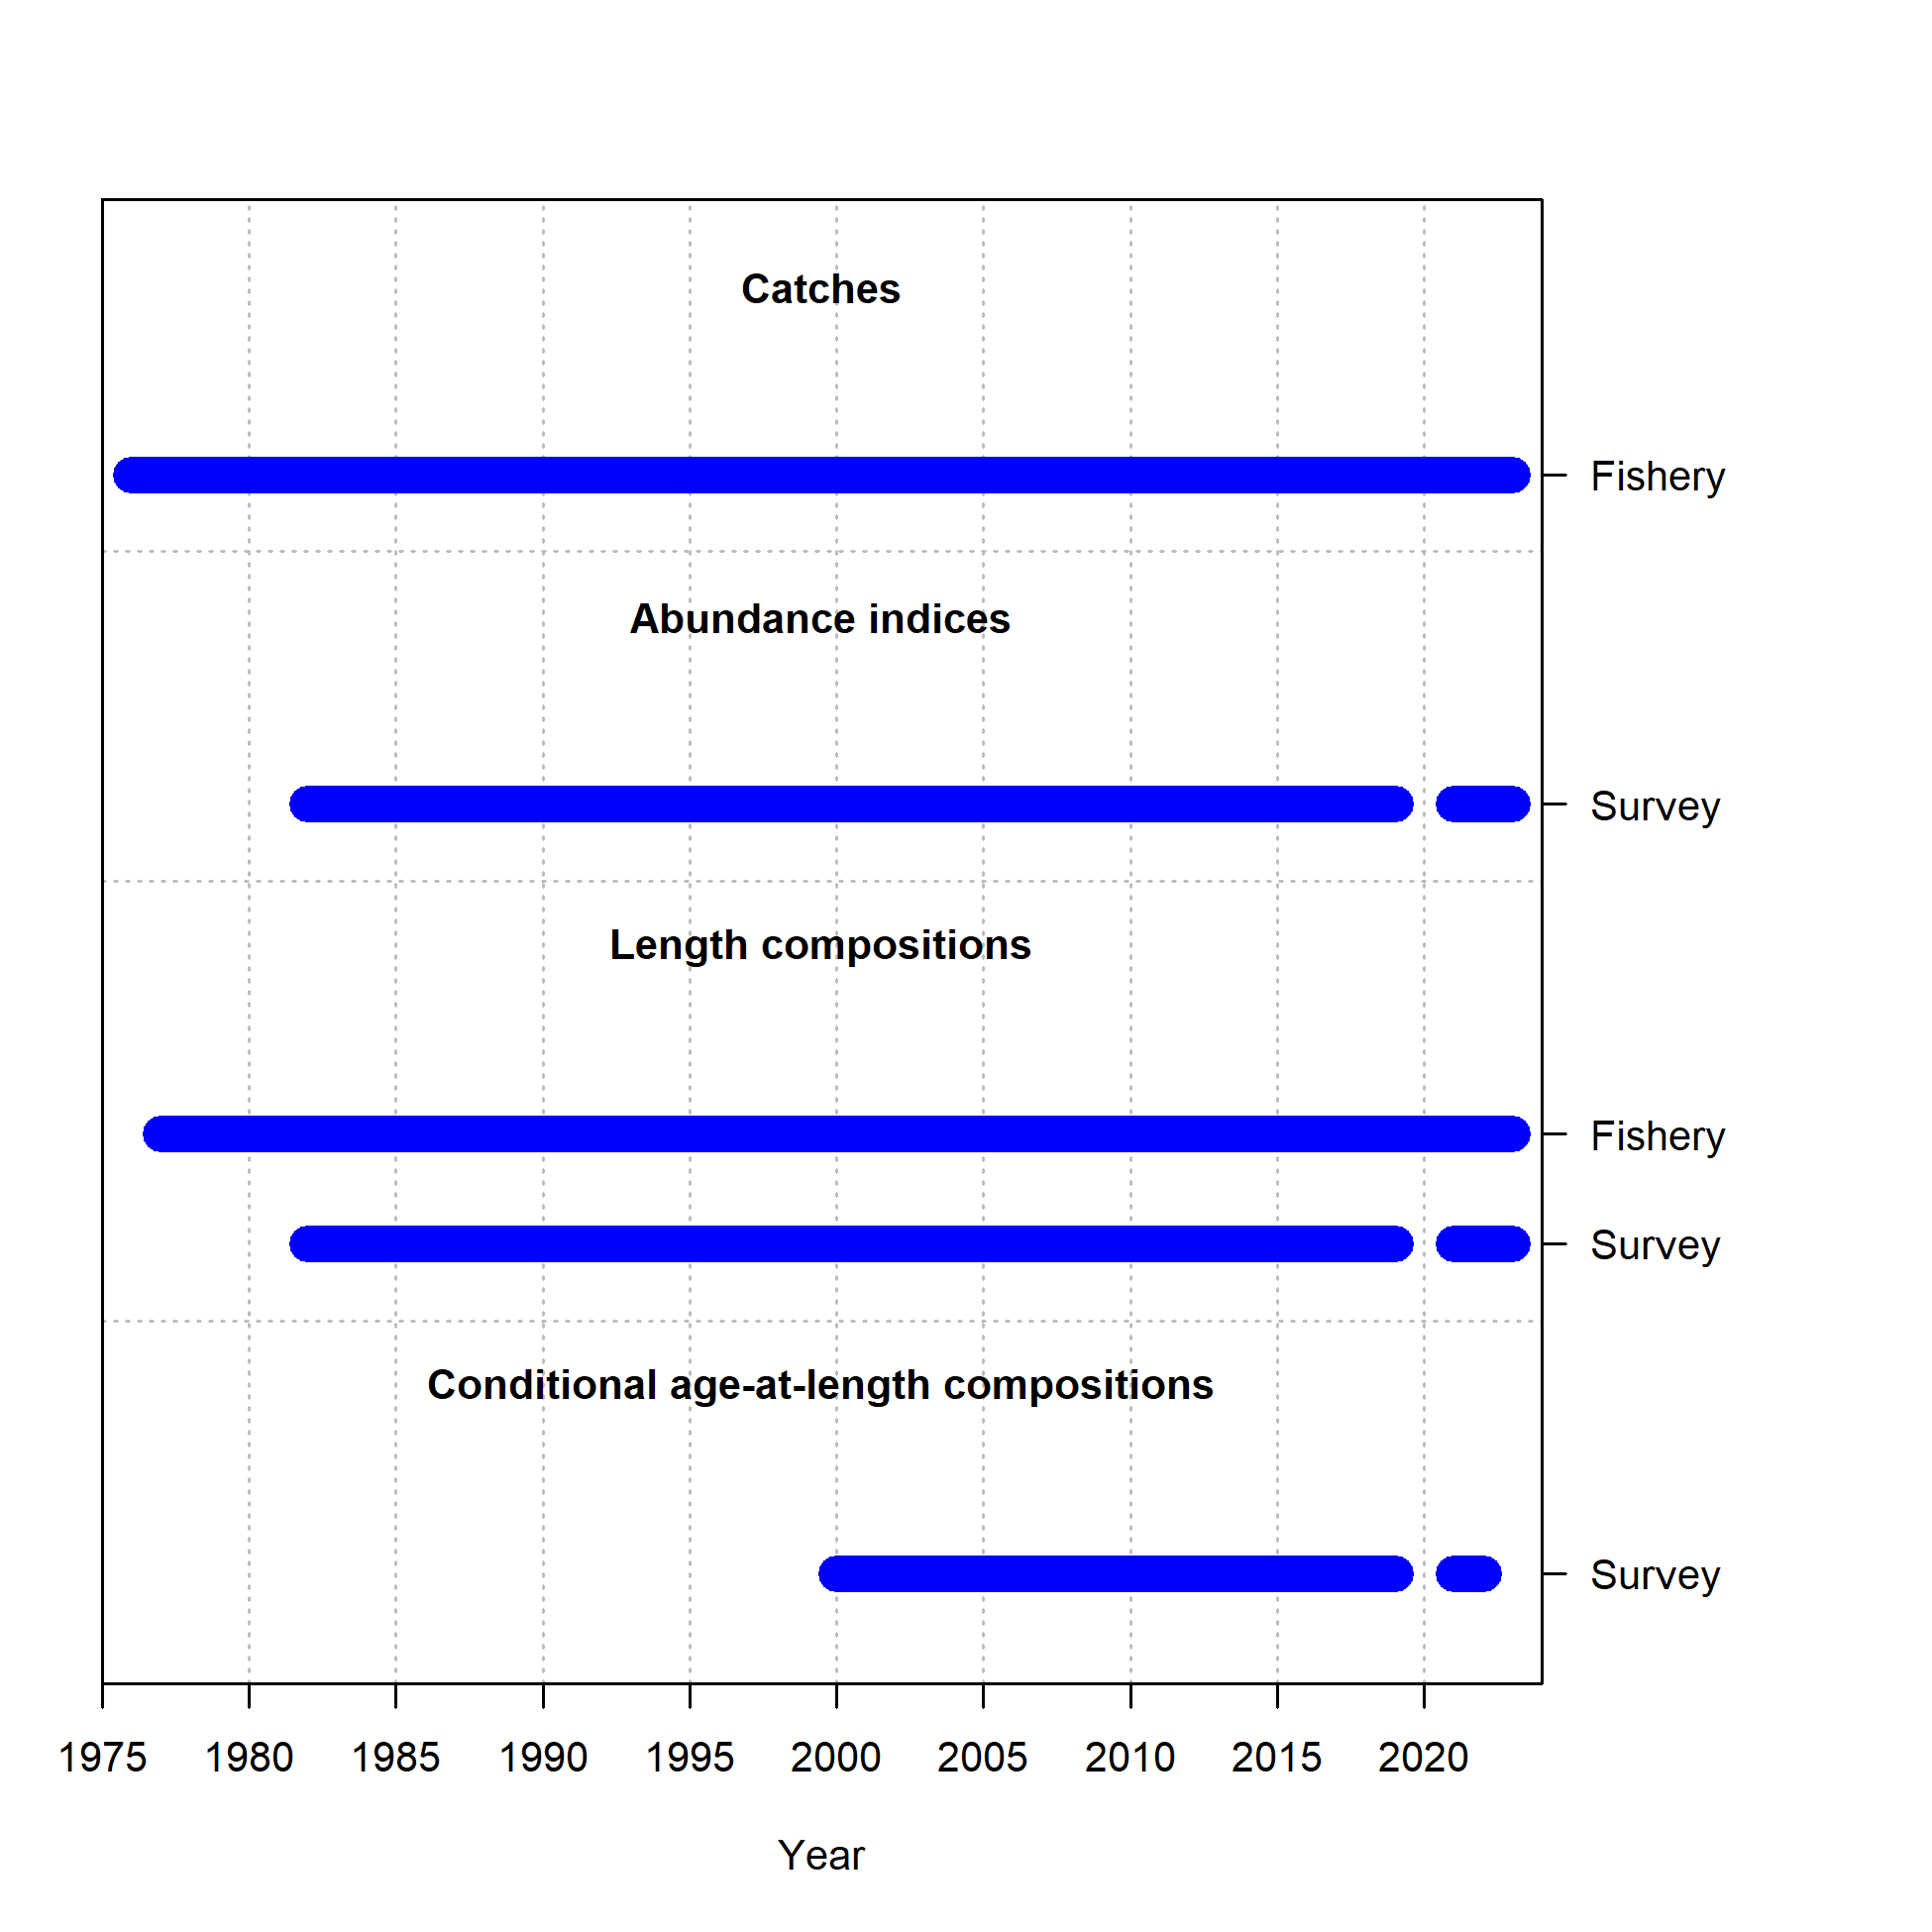 Catches
Fishery
Abundance indices
Survey
Length compositions
Fishery
Survey
Conditional age-at-length compositions
Survey
1975 1980 1985 1990 1995 2000 2005 2010 2015 2020
Year